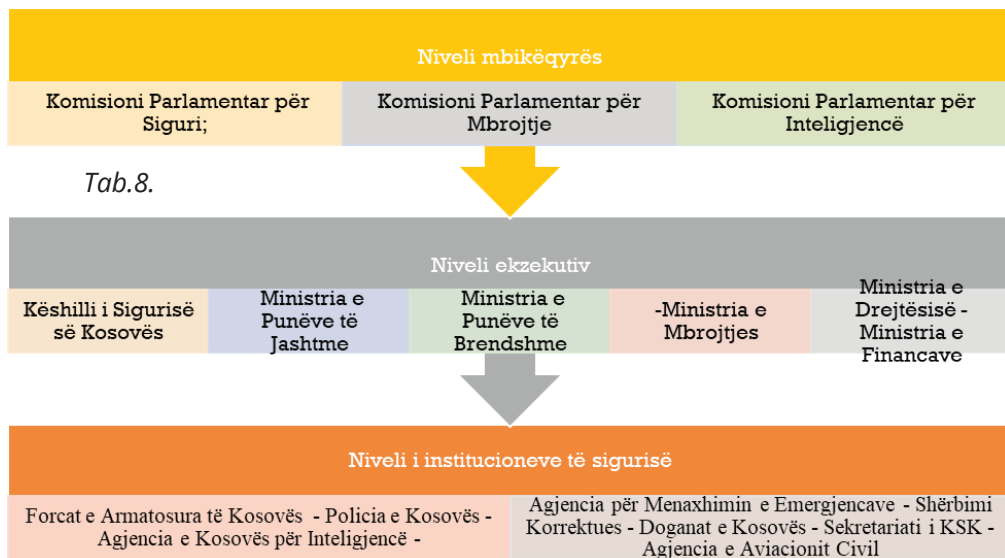 Niveli mbikëqyrës
Komisioni Parlamentar për
Siguri;
Komisioni Parlamentar për
Mbrojtje
Komisioni Parlamentar për
Inteligjencë
Tab.8.
Niveli ekzekutiv
Këshilli i Sigurisë
së Kosovës
Ministria e
Punëve të
Jashtme
Ministria e
Punëve të
Brendshme
-Ministria e
Mbrojtjes
Ministria e
Drejtësisë -
Ministria e
Financave
Niveli i institucioneve të sigurisë
Forcat e Armatosura të Kosovës - Policia e Kosovës -
Agjencia e Kosovës për Inteligjencë -
Agjencia për Menaxhimin e Emergjencave - Shërbimi
Korrektues - Doganat e Kosovës - Sekretariati i KSK -
Agjencia e Aviacionit Civil